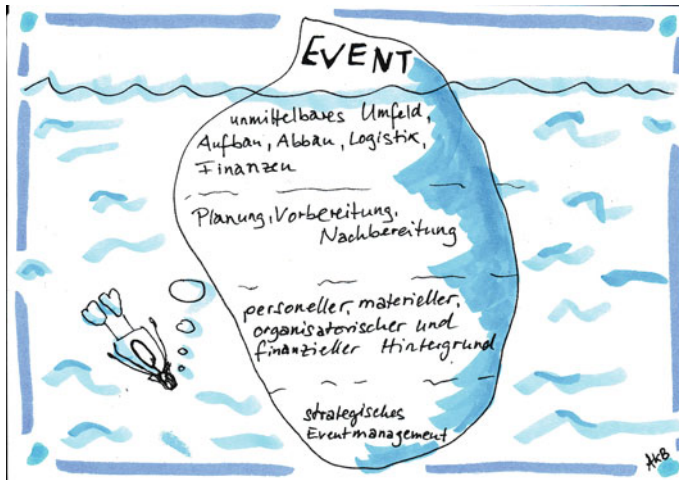 EVENT
unmittelbares Umfeld,
Aufbau, Abbau, Logistik,
Finanzen
Planung, Vorbereitung,
Nachbereitung
personeller, materieller,
organisatorischer und
finanzieller Hintergrund
strategisches
Eventmanagement
AKB